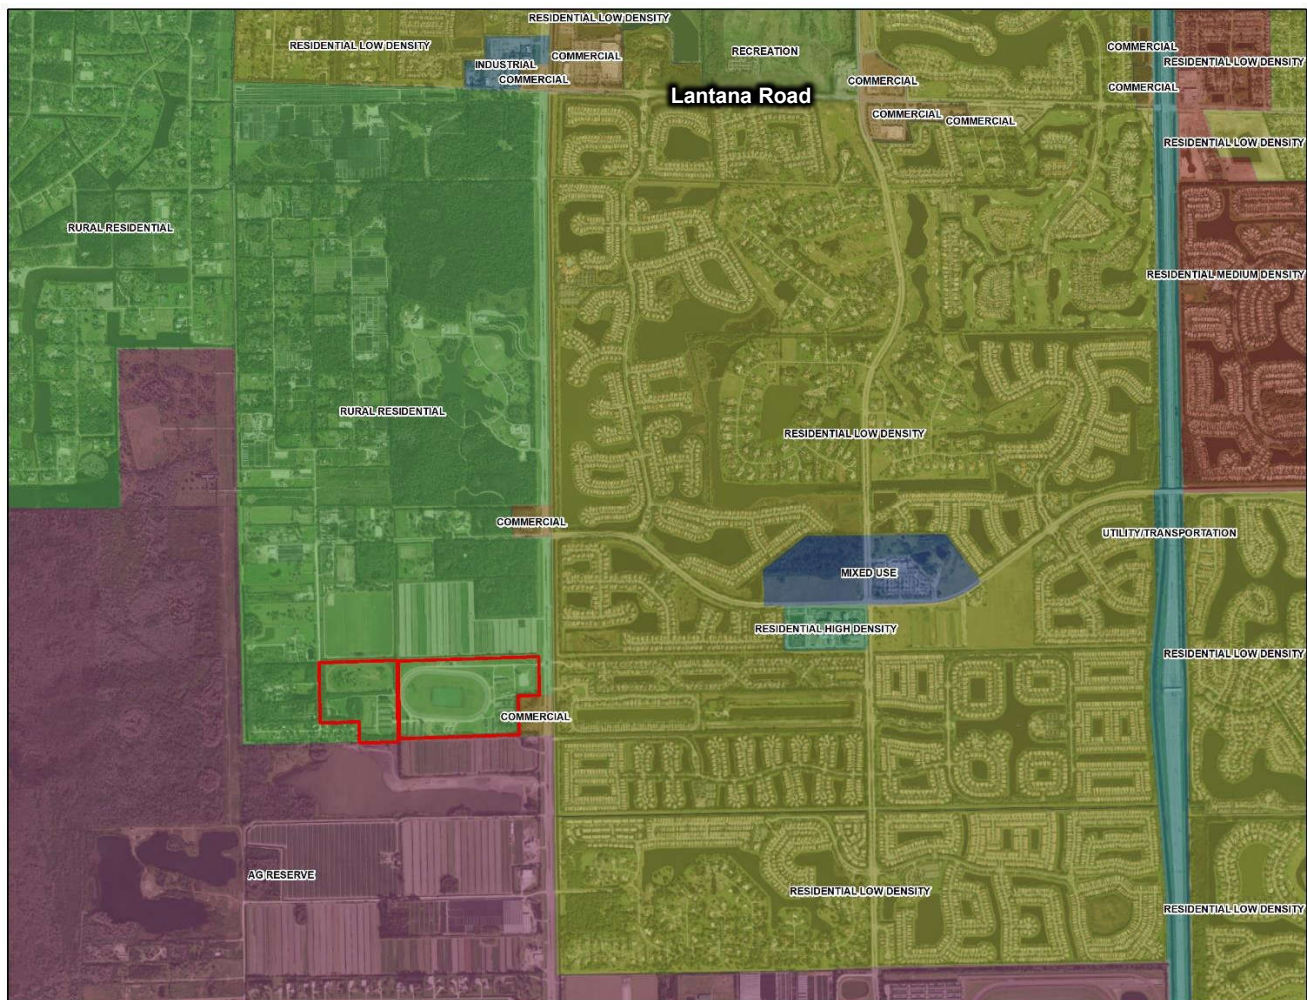 RESIDENTIAL LOW DENSITY
RESIDENTIAL LOW DENSITY
COMMERCIAL
RECREATION
COMMERCIAL
RESIDENTIAL LOW DENSITY
INDUSTRIAL
COMMERCIAL
COMMERCIAL
COMMERCIAL
Lantana Road
COMMERCIAL
COMMERCIAL
RESIDENTIAL LOW DENSITY
RURAL RESIDENTIAL
RESIDENTIAL MEDIUM DENSITY
RURAL RESIDENTIAL
RESIDENTIAL LOW DENSITY
COMMERCIAL
UTILITY/TRANSPORTATION
MIXED USE
RESIDENTIAL HIGH DENSITY
RESIDENTIAL LOW DENSITY
COMMERCIAL
AG RESERVE
RESIDENTIAL LOW DENSITY
RESIDENTIAL LOW DENSITY